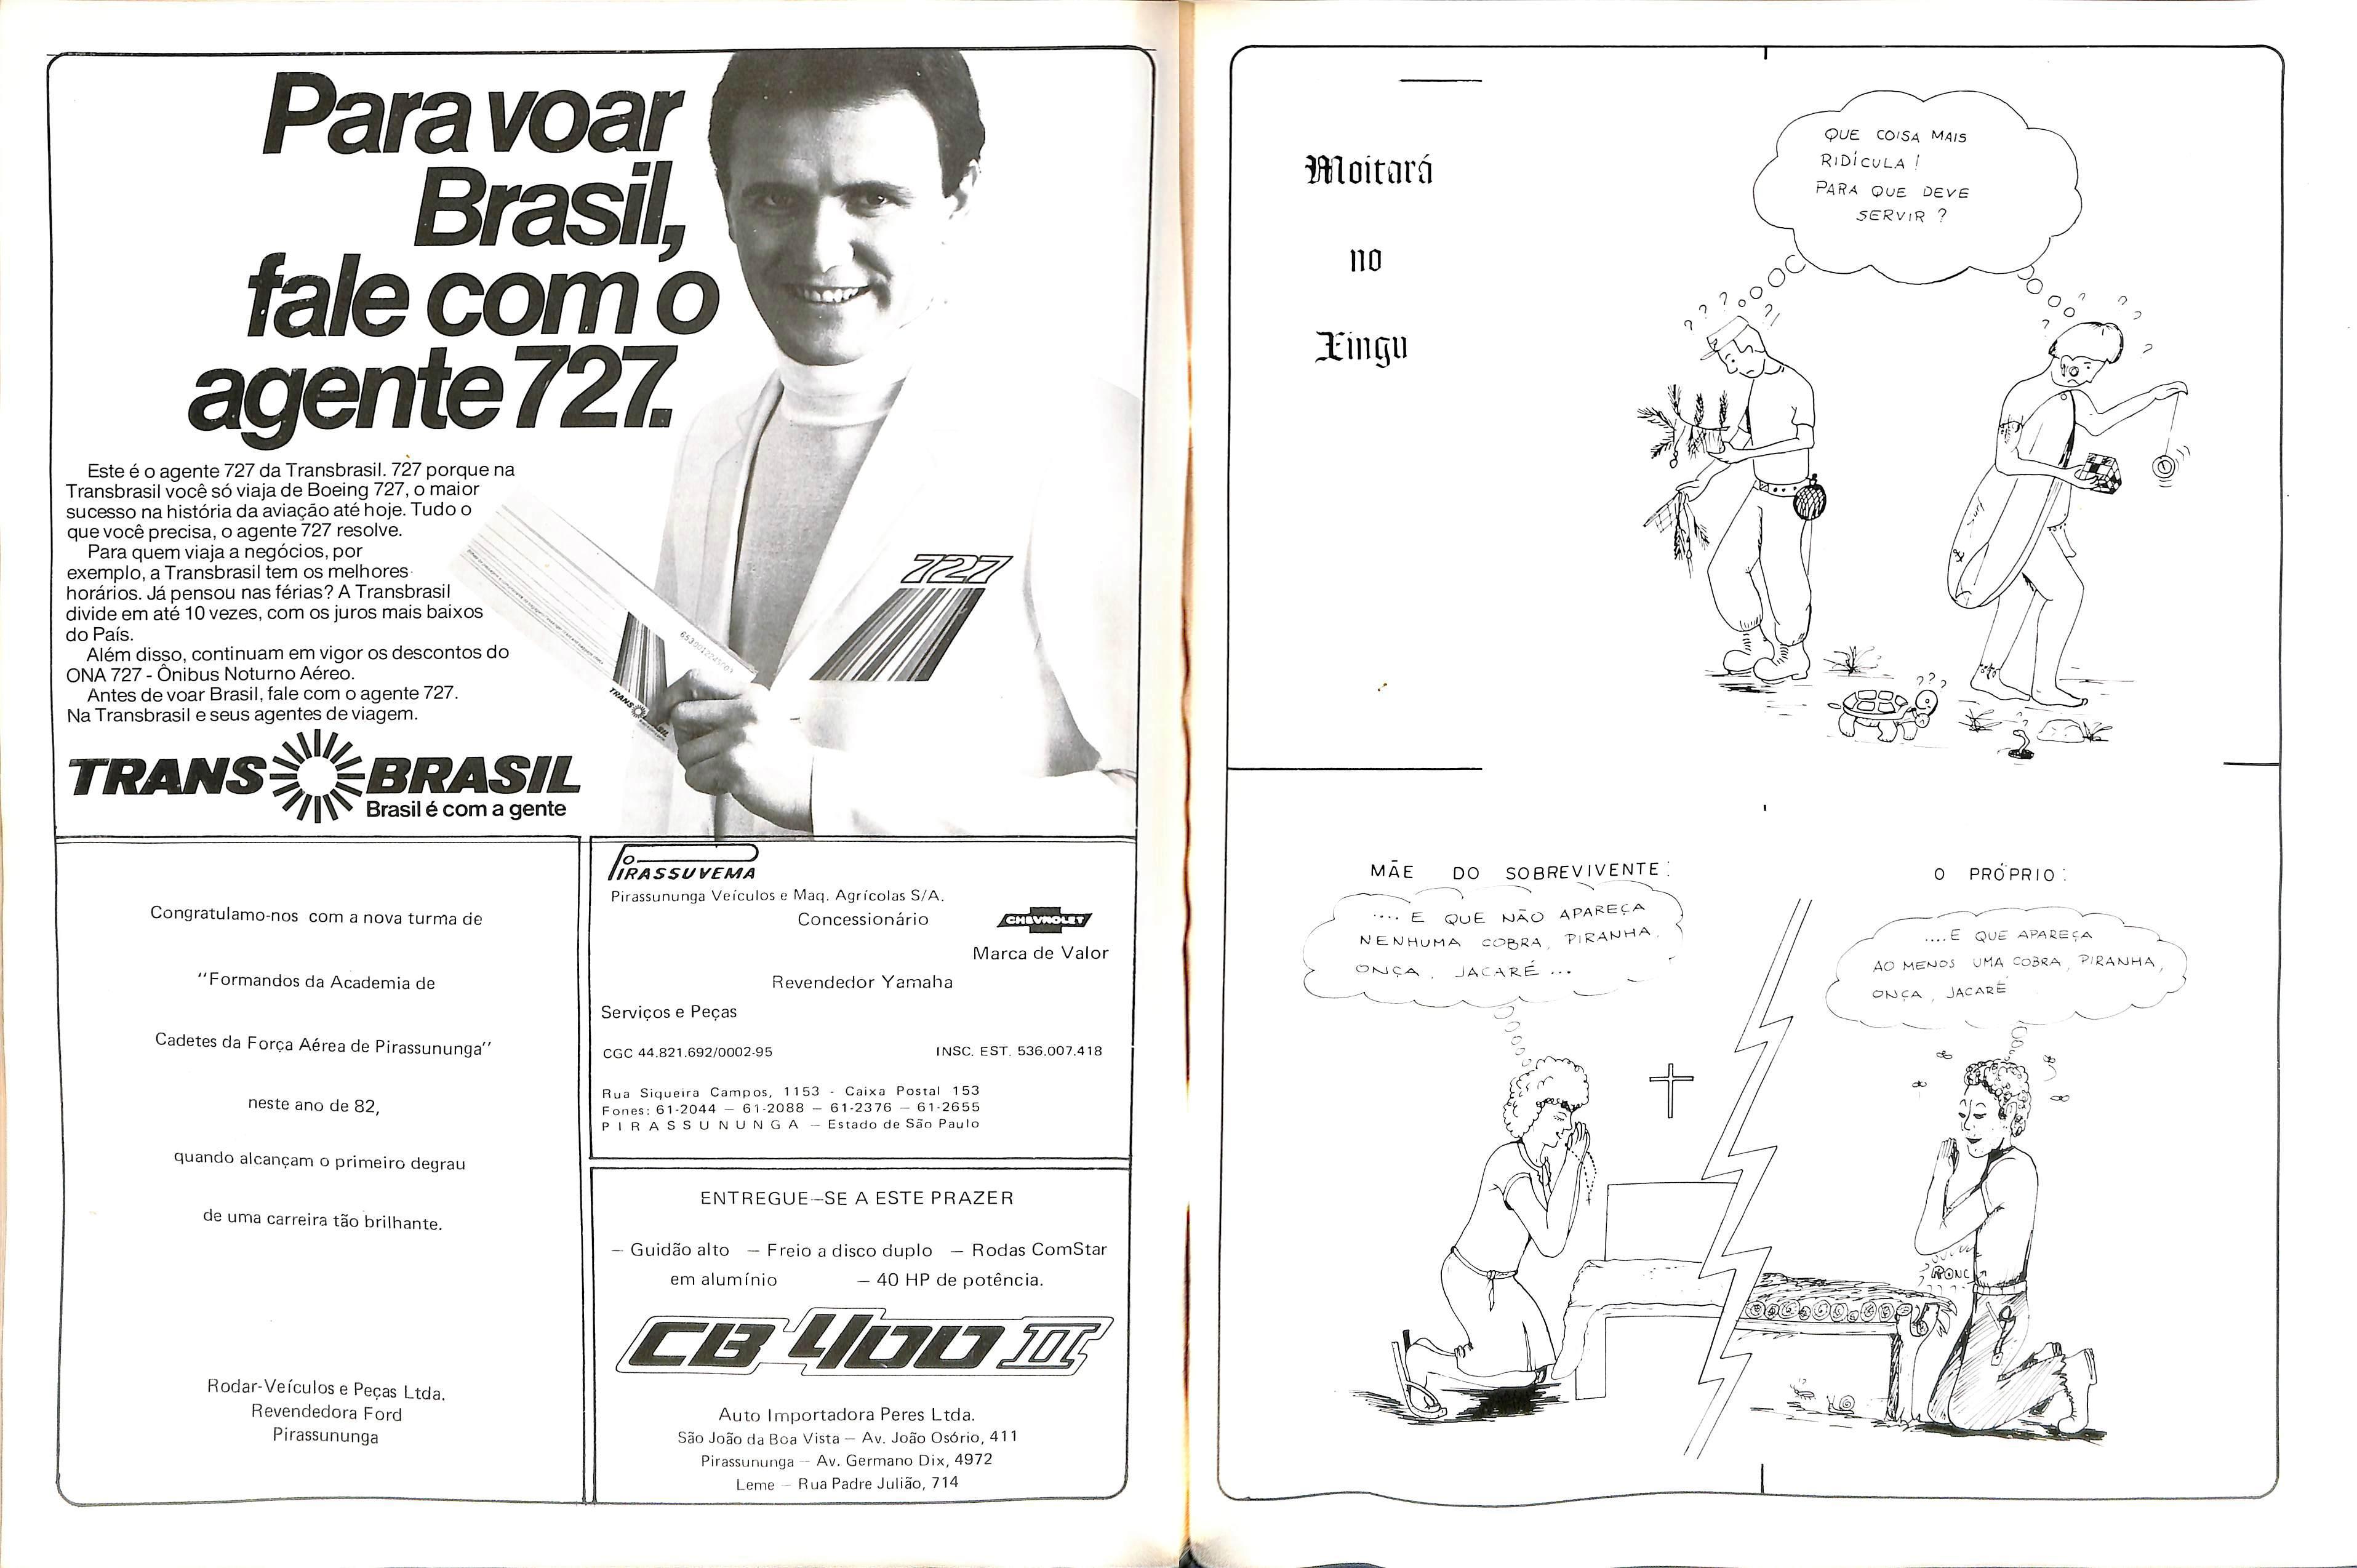 Para voar
Brasil,
fale com o
agente 727.
Este é o agente 727 da Transbrasil. 727 porque na
Transbrasil você só viaja de Boeing 727, o maior
sucesso na história da aviação até hoje. Tudo o
que você precisa, o agente 727 resolve.
Para quem viaja a negócios, por
exemplo, a Transbrasil tem os melhores
horários. Já pensou nas férias? A Transbrasil
divide em até 10 vezes, com os juros mais baixos
do País.
Além disso, continuam em vigor os descontos do
ONA 727 - Ônibus Noturno Aéreo.
Antes de voar Brasil, fale com o agente 727.
Na Transbrasil e seus agentes de viagem.
727
TRANS BRASIL
TRANS BRASIL
Brasil é com a gente
Congratulamo-nos com a nova turma de
"Formandos da Academia de
Cadetes da Força Aérea de Pirassununga"
neste ano de 82,
quando alcançam o primeiro degrau
de uma carreira tão brilhante.
Rodar-Veículos e Peças Ltda.
Revendedora Ford
Pirassununga
PIRASSUVEMA
Pirassununga Veículos e Maq. Agrícolas S/A.
Concessionário
CHEVROLET
Marca de Valor
Revendedor Yamaha
Serviços e Peças
CGC 44.821.692/0002-95 INSC. EST. 536.007.418
Rua Siqueira Campos, 1153 - Caixa Postal 153
Fones: 61-2044 — 61-2088 — 61-2376 — 61-2655
PIRASSUNUNGA — Estado de São Paulo
ENTREGUE—SE A ESTE PRAZER
— Guidão alto — Freio a disco duplo — Rodas ComStar
em alumínio — 40 HP de potência.
CB 400 II
Auto Importadora Peres Ltda.
São João da Boa Vista — Av. João Osório, 411
Pirassununga — Av. Germano Dix, 4972
Leme — Rua Padre Julião, 714
Moitará
no
Xingu
QUE COISA MAIS
RIDÍCULA!
PARA QUE DEVE
SERVIR?
? ? ? ? ?!
? ? ? ? ?
???
MÃE DO SOBREVIVENTE:
.... E QUE NÃO APAREÇA
NENHUMA COBRA, PIRANHA,
ONÇA, JACARÉ ...
O PRÓPRIO:
.... E QUE APAREÇA
AO MENOS UMA COBRA, PIRANHA,
ONÇA, JACARÉ
RONC